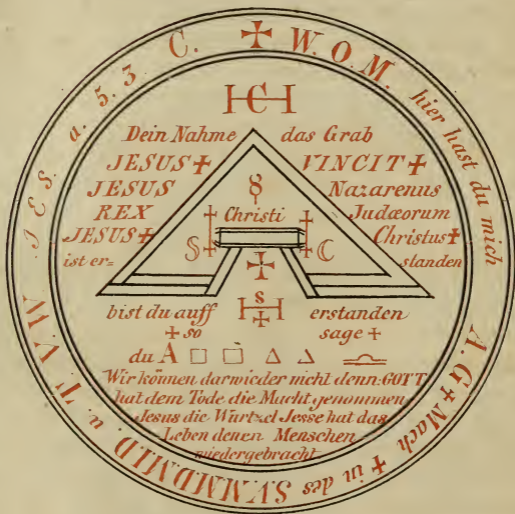 ✝ W. O. M. hier hast du mich A. G ✝ Mach ✝ in des S.V.M.I.D.M.I.D. u. T. V. W. JES a. 5. 3 C.
Dein Nahme das Grab
JESUS ✝ VINCIT ✝
JESUS Nazarenus
REX Christi Judæorum
JESUS ✝ S C Christus ✝
ist er= standen
bist du auff erstanden
✝ so sage ✝
du A
Wir können darwieder nicht denn: GOTT
hat dem Tode die Macht genommen
Jesus die Wurtzel Jesse hat das
Leben denen Menschen
wiedergebracht